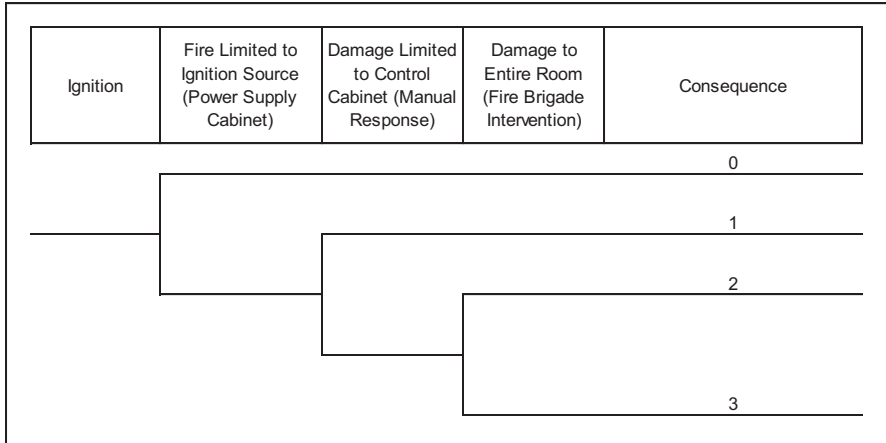 Ignition
Fire Limited to
Ignition Source
(Power Supply
Cabinet)
Damage Limited
to Control
Cabinet (Manual
Response)
Damage to
Entire Room
(Fire Brigade
Intervention)
Consequence
0
1
2
3